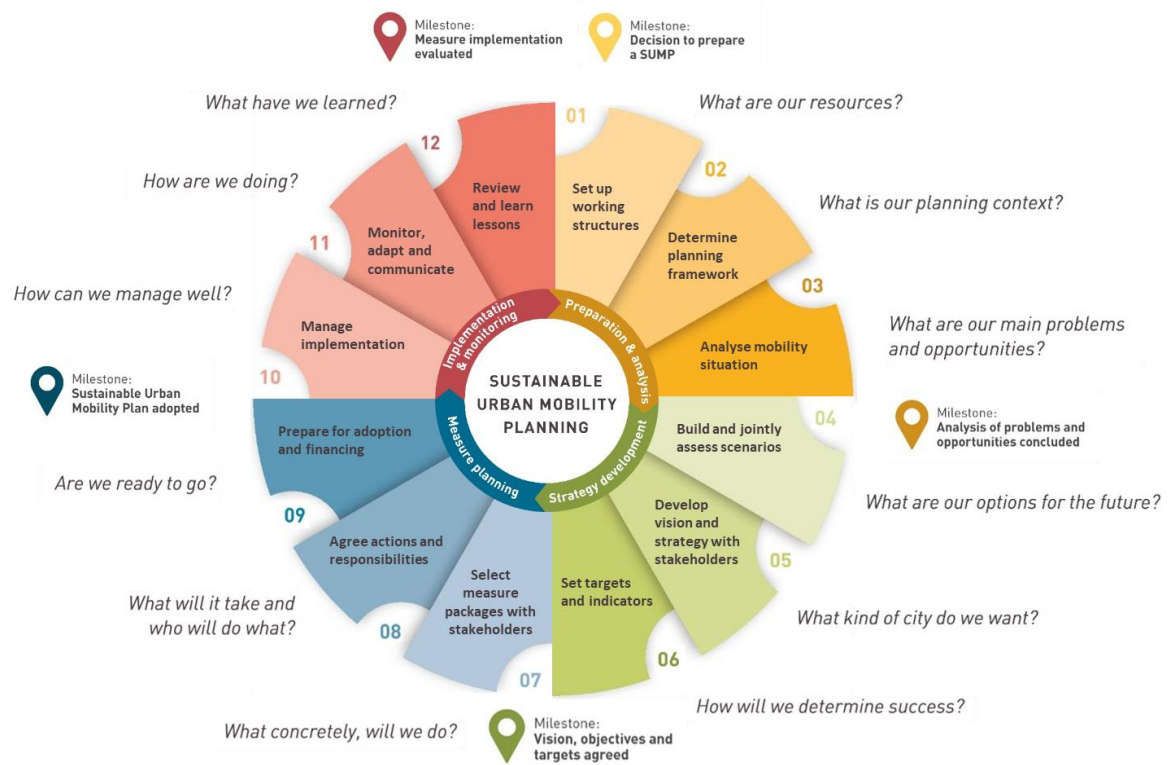 Milestone:
Measure implementation
evaluated
Milestone:
Decision to prepare
a SUMP
What are our resources?
01
Set up
working
structures
What is our planning context?
02
Determine
planning
framework
What are our main problems
and opportunities?
03
Analyse mobility
situation
Milestone:
Analysis of problems and
opportunities concluded
What are our options for the future?
04
Build and jointly
assess scenarios
What kind of city do we want?
05
Develop
vision and
strategy with
stakeholders
How will we determine success?
06
Set targets
and indicators
Milestone:
Vision, objectives and
targets agreed
What concretely, will we do?
07
Select
measure
packages with
stakeholders
What will it take and
who will do what?
08
Agree actions and
responsibilities
Are we ready to go?
09
Prepare for adoption
and financing
Milestone:
Sustainable Urban
Mobility Plan adopted
How can we manage well?
10
Manage
implementation
How are we doing?
11
Monitor,
adapt and
communicate
What have we learned?
12
Review
and learn
lessons
Preparation & analysis
Strategy development
Measure planning
Implementation
& monitoring
SUSTAINABLE
URBAN MOBILITY
PLANNING